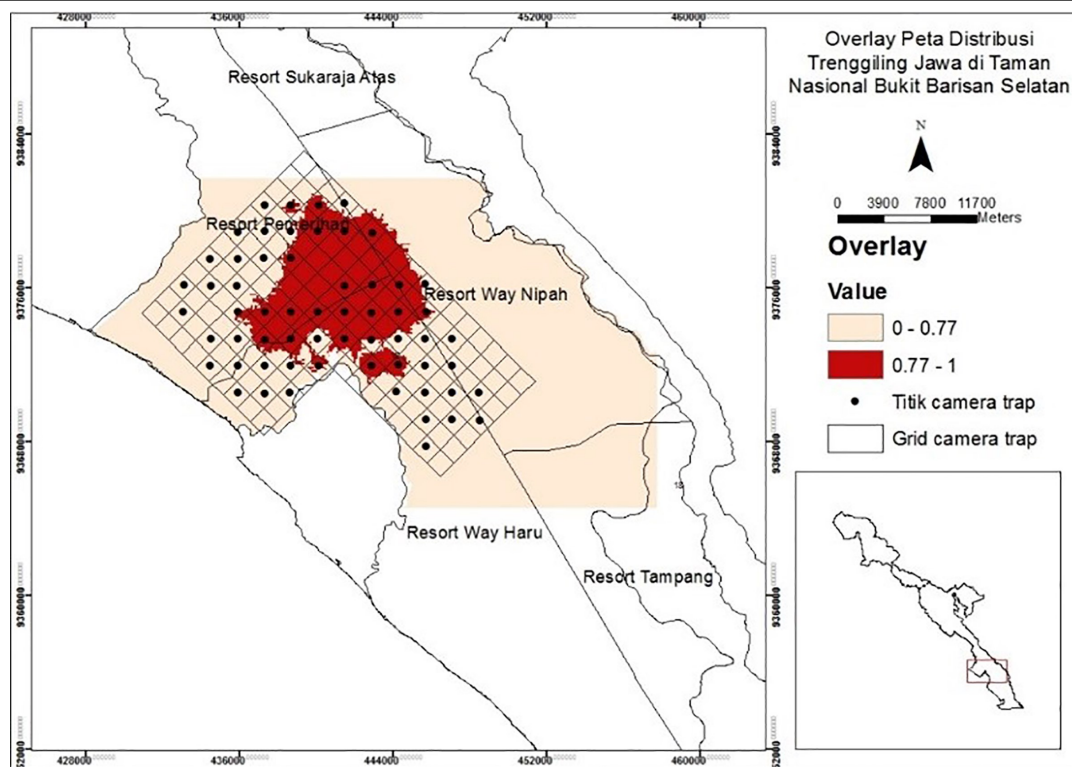 428000 436000 444000 452000 460000
Overlay Peta Distribusi
Trenggiling Jawa di Taman
Nasional Bukit Barisan Selatan
N
0 3900 7800 11700
Meters
Overlay
Value
0 - 0.77
0.77 - 1
Titik camera trap
Grid camera trap
Resort Sukaraja Atas
Resort Pemerihan
Resort Way Nipah
Resort Way Haru
Resort Tampang
9384000 9384000
9376000 9376000
9368000 9368000
9360000 9360000
428000 436000 444000 452000 460000